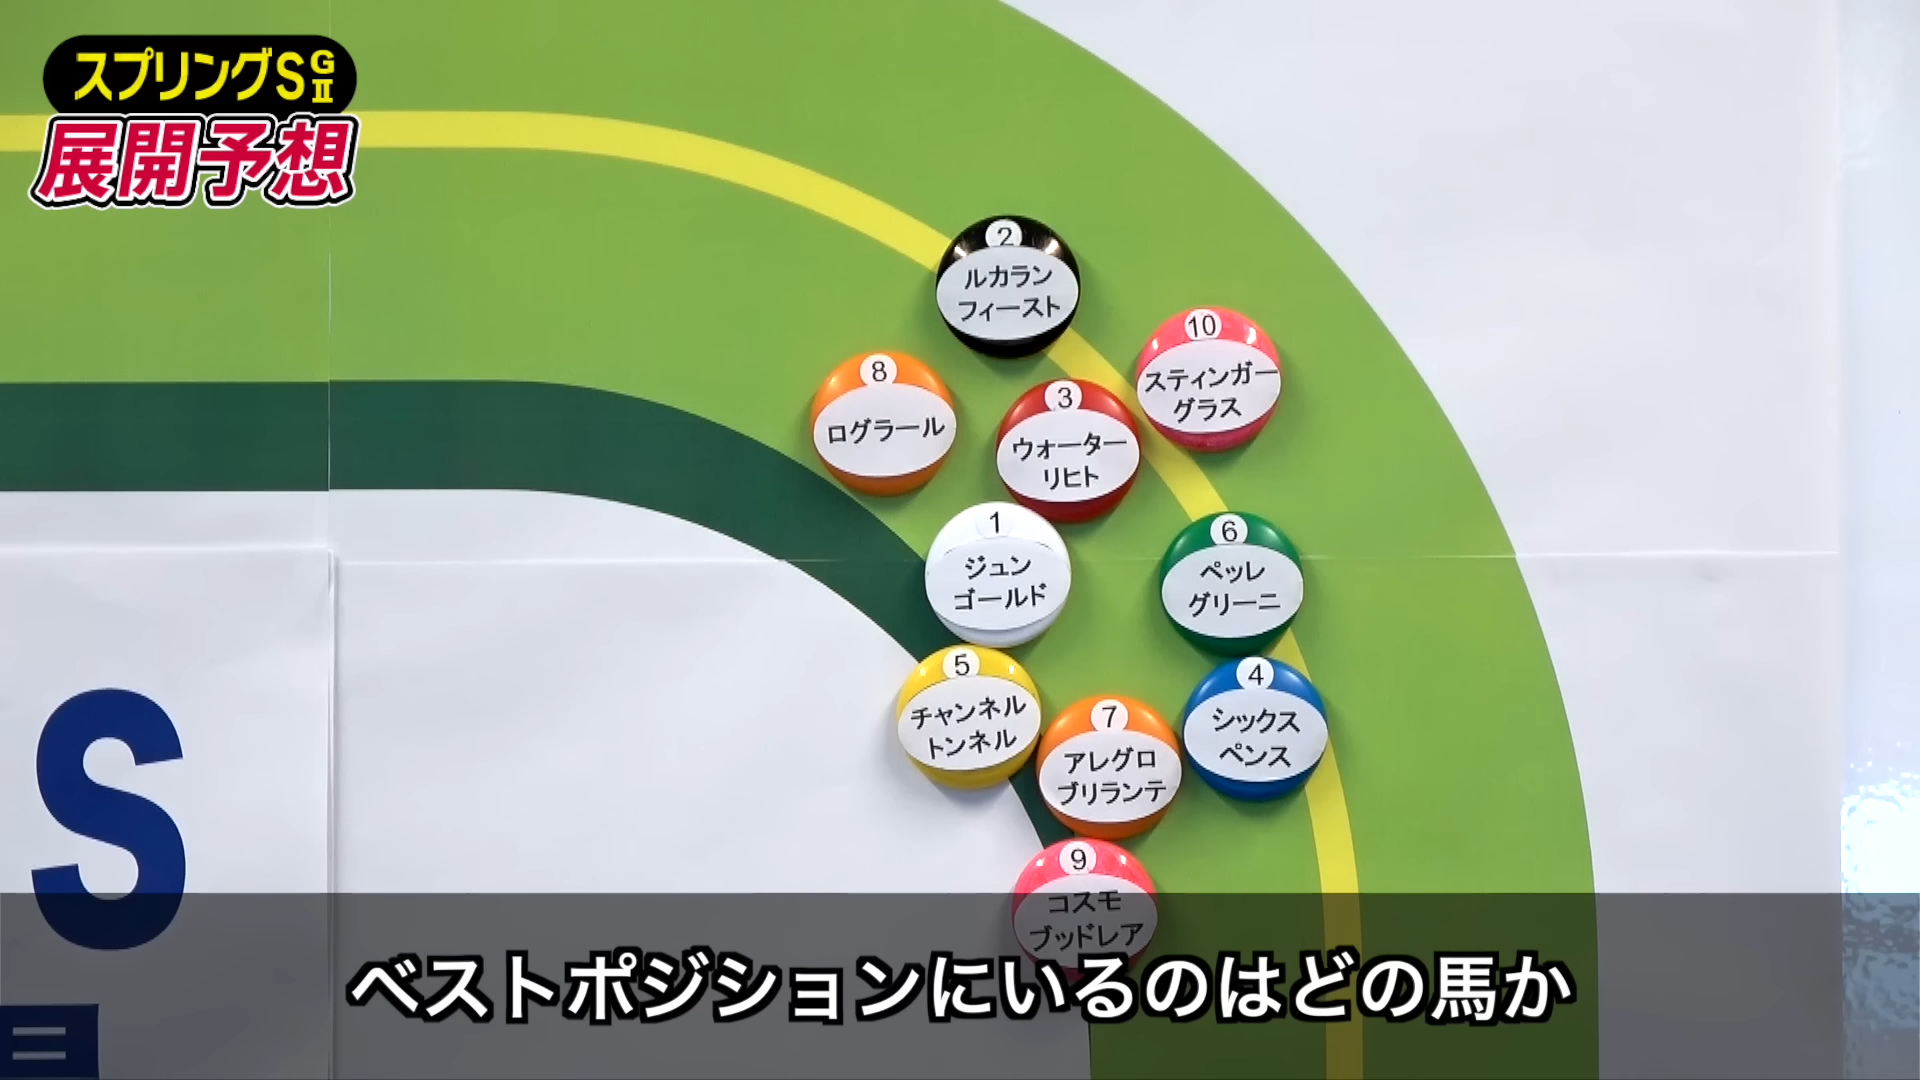 スプリングS GⅡ
展開予想
2
ルカラン
フィースト
10
スティンガー
グラス
8
ログラール
3
ウォーター
リヒト
1
ジュン
ゴールド
6
ペッレ
グリーニ
5
チャンネル
トンネル
7
アレグロ
ブリランテ
4
シックス
ペンス
9
コスモ
ブッドレア
S
ベストポジションにいるのはどの馬か